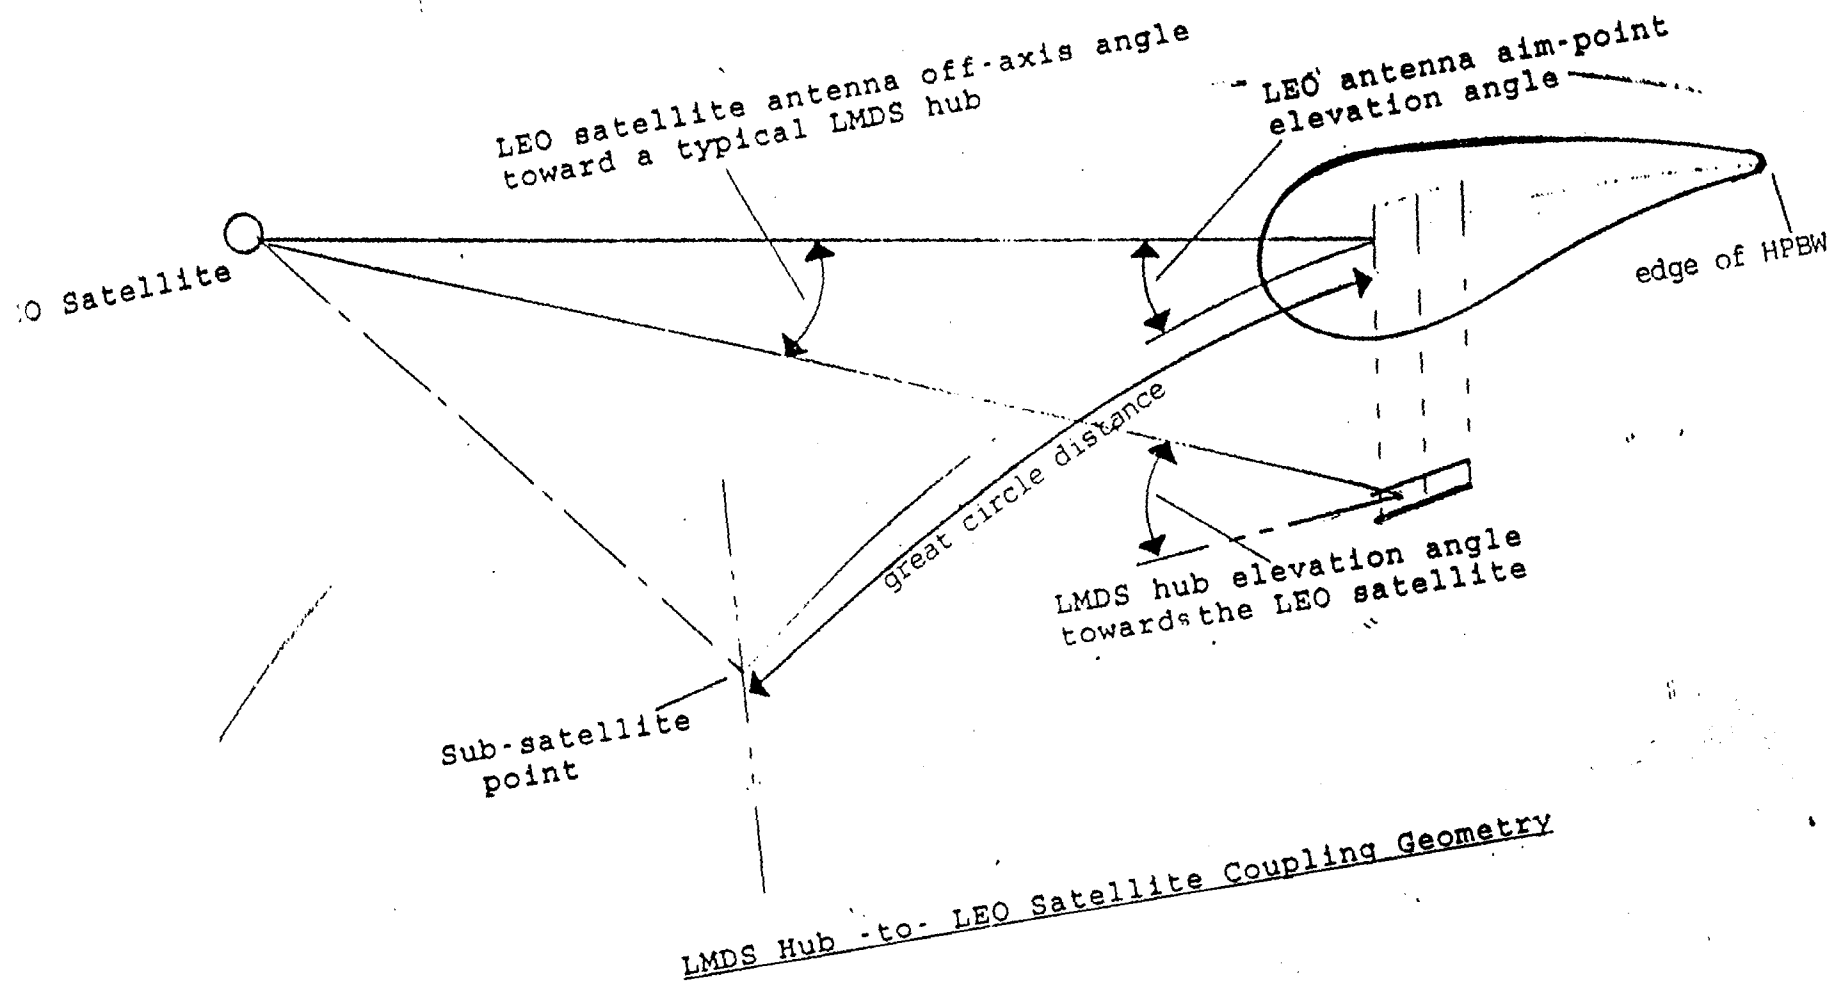 LEO satellite antenna off-axis angle
toward a typical LMDS hub
LEO antenna aim-point
elevation angle
O Satellite
edge of HPBW
great circle distance
LMDS hub elevation angle
towards the LEO satellite
Sub-satellite
point
LMDS Hub -to- LEO Satellite Coupling Geometry